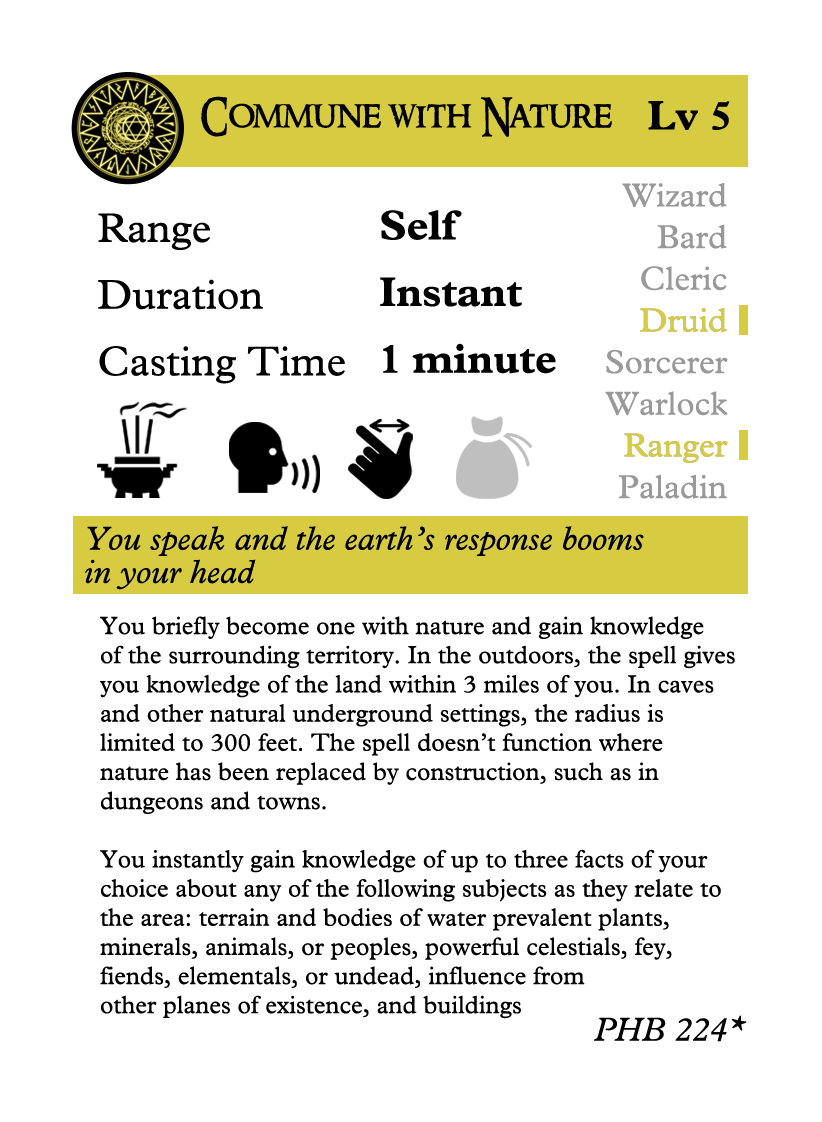 COMMUNE WITH NATURE Lv 5
Range Self
Duration Instant
Casting Time 1 minute
Wizard
Bard
Cleric
Druid
Sorcerer
Warlock
Ranger
Paladin
You speak and the earth’s response booms
in your head
You briefly become one with nature and gain knowledge
of the surrounding territory. In the outdoors, the spell gives
you knowledge of the land within 3 miles of you. In caves
and other natural underground settings, the radius is
limited to 300 feet. The spell doesn’t function where
nature has been replaced by construction, such as in
dungeons and towns.
You instantly gain knowledge of up to three facts of your
choice about any of the following subjects as they relate to
the area: terrain and bodies of water prevalent plants,
minerals, animals, or peoples, powerful celestials, fey,
fiends, elementals, or undead, influence from
other planes of existence, and buildings
PHB 224*